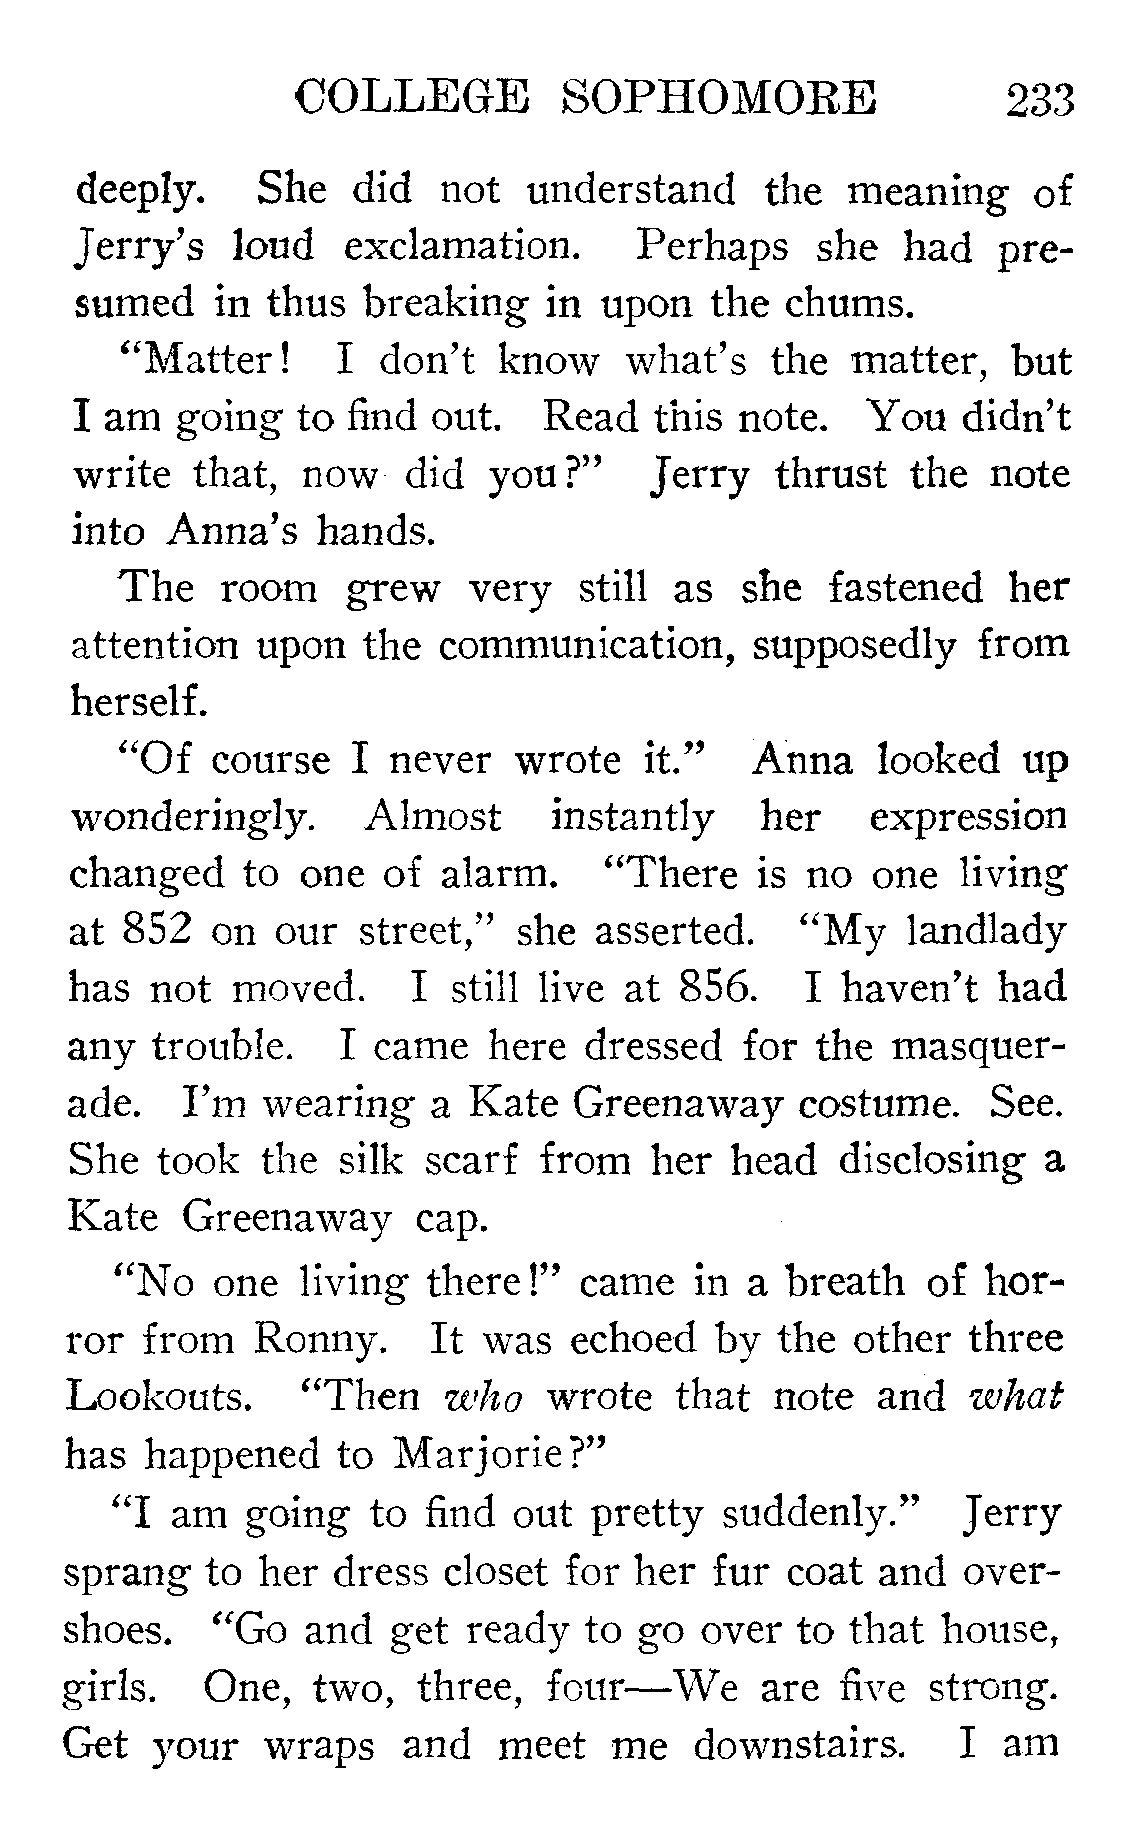 COLLEGE SOPHOMORE 233
deeply. She did not understand the meaning of
Jerry's loud exclamation. Perhaps she had pre-
sumed in thus breaking in upon the chums.
"Matter! I don't know what's the matter, but
I am going to find out. Read this note. You didn't
write that, now did you?" Jerry thrust the note
into Anna's hands.
The room grew very still as she fastened her
attention upon the communication, supposedly from
herself.
"Of course I never wrote it." Anna looked up
wonderingly. Almost instantly her expression
changed to one of alarm. "There is no one living
at 852 on our street," she asserted. "My landlady
has not moved. I still live at 856. I haven't had
any trouble. I came here dressed for the masquer-
ade. I'm wearing a Kate Greenaway costume. See.
She took the silk scarf from her head disclosing a
Kate Greenaway cap.
"No one living there!" came in a breath of hor-
ror from Ronny. It was echoed by the other three
Lookouts. "Then who wrote that note and what
has happened to Marjorie?"
"I am going to find out pretty suddenly." Jerry
sprang to her dress closet for her fur coat and over-
shoes. "Go and get ready to go over to that house,
girls. One, two, three, four—We are five strong.
Get your wraps and meet me downstairs. I am